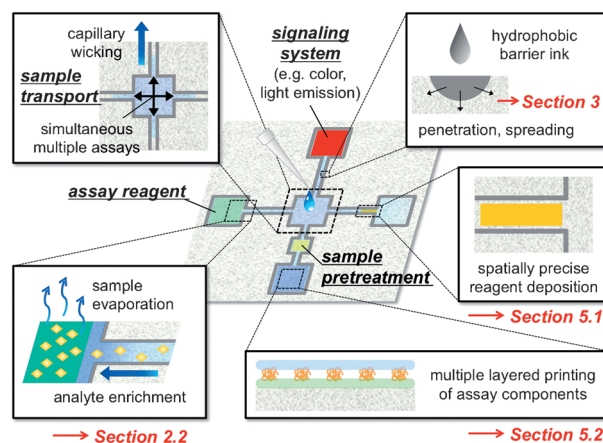 capillary
wicking
sample
transport
simultaneous
multiple assays
signaling
system
(e.g. color,
light emission)
hydrophobic
barrier ink
Section 3
penetration, spreading
assay reagent
sample
pretreatment
spatially precise
reagent deposition
Section 5.1
sample
evaporation
analyte enrichment
Section 2.2
multiple layered printing
of assay components
Section 5.2